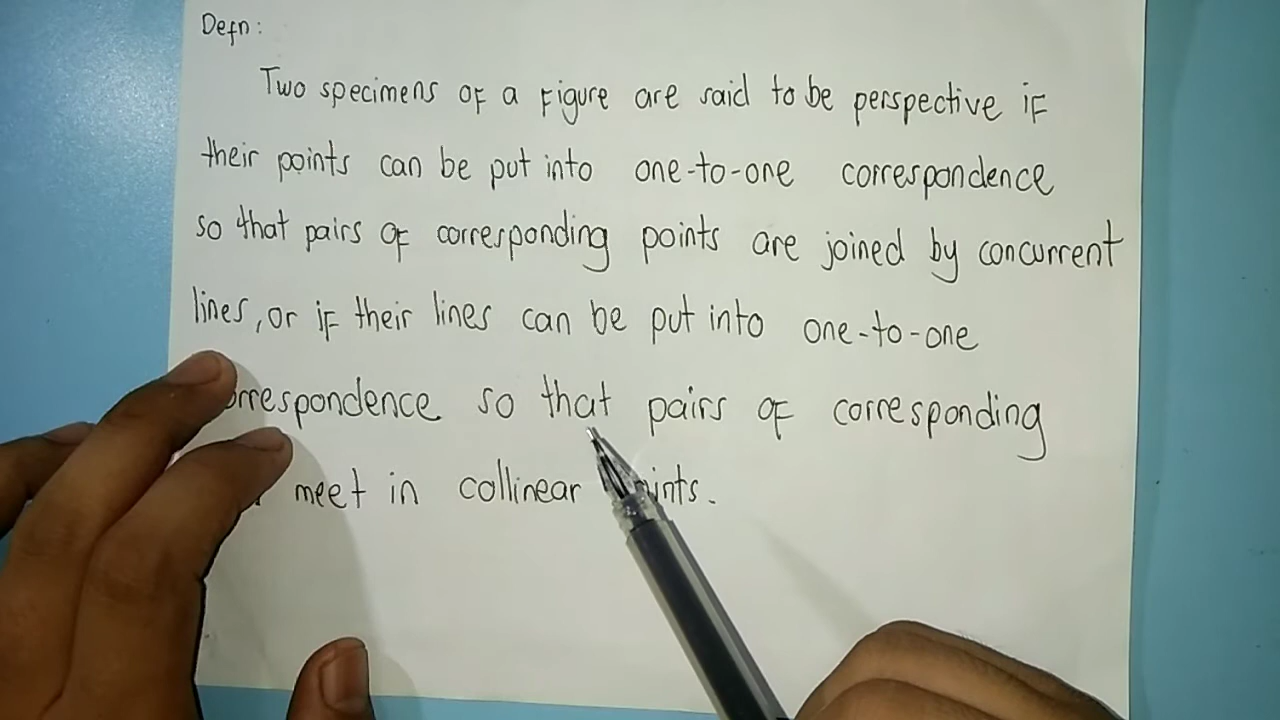 Defn:
Two specimens of a figure are said to be perspective if
their points can be put into one-to-one correspondence
so that pairs of corresponding points are joined by concurrent
lines, or if their lines can be put into one-to-one
correspondence so that pairs of corresponding
meet in collinear points.